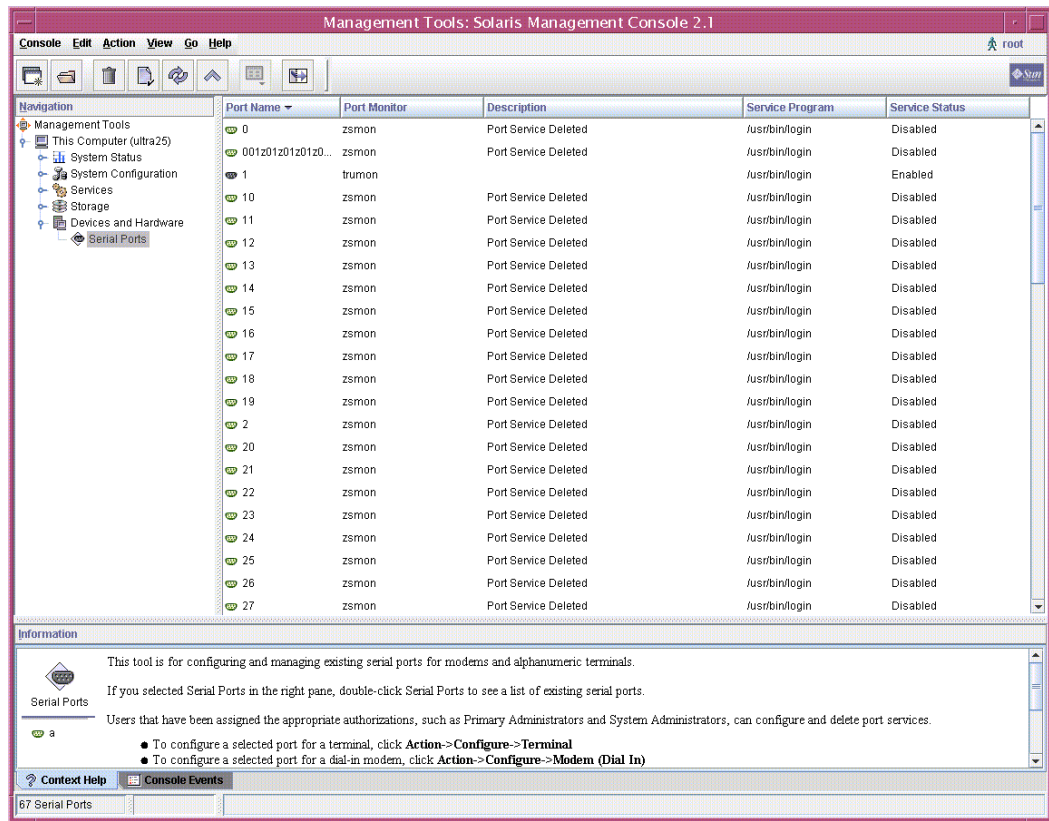 Management Tools: Solaris Management Console 2.1
Console Edit Action View Go Help root
Sun
Navigation
Management Tools
This Computer (ultra25)
System Status
System Configuration
Services
Storage
Devices and Hardware
Serial Ports
Port Name Port Monitor Description Service Program Service Status
0 zsmon Port Service Deleted /usr/bin/login Disabled
001z01z01z01z0... zsmon Port Service Deleted /usr/bin/login Disabled
1 trumon /usr/bin/login Enabled
10 zsmon Port Service Deleted /usr/bin/login Disabled
11 zsmon Port Service Deleted /usr/bin/login Disabled
12 zsmon Port Service Deleted /usr/bin/login Disabled
13 zsmon Port Service Deleted /usr/bin/login Disabled
14 zsmon Port Service Deleted /usr/bin/login Disabled
15 zsmon Port Service Deleted /usr/bin/login Disabled
16 zsmon Port Service Deleted /usr/bin/login Disabled
17 zsmon Port Service Deleted /usr/bin/login Disabled
18 zsmon Port Service Deleted /usr/bin/login Disabled
19 zsmon Port Service Deleted /usr/bin/login Disabled
2 zsmon Port Service Deleted /usr/bin/login Disabled
20 zsmon Port Service Deleted /usr/bin/login Disabled
21 zsmon Port Service Deleted /usr/bin/login Disabled
22 zsmon Port Service Deleted /usr/bin/login Disabled
23 zsmon Port Service Deleted /usr/bin/login Disabled
24 zsmon Port Service Deleted /usr/bin/login Disabled
25 zsmon Port Service Deleted /usr/bin/login Disabled
26 zsmon Port Service Deleted /usr/bin/login Disabled
27 zsmon Port Service Deleted /usr/bin/login Disabled
Information
Serial Ports
a
This tool is for configuring and managing existing serial ports for modems and alphanumeric terminals.
If you selected Serial Ports in the right pane, double-click Serial Ports to see a list of existing serial ports.
Users that have been assigned the appropriate authorizations, such as Primary Administrators and System Administrators, can configure and delete port services.
● To configure a selected port for a terminal, click Action->Configure->Terminal
● To configure a selected port for a dial-in modem, click Action->Configure->Modem (Dial In)
Context Help Console Events
67 Serial Ports